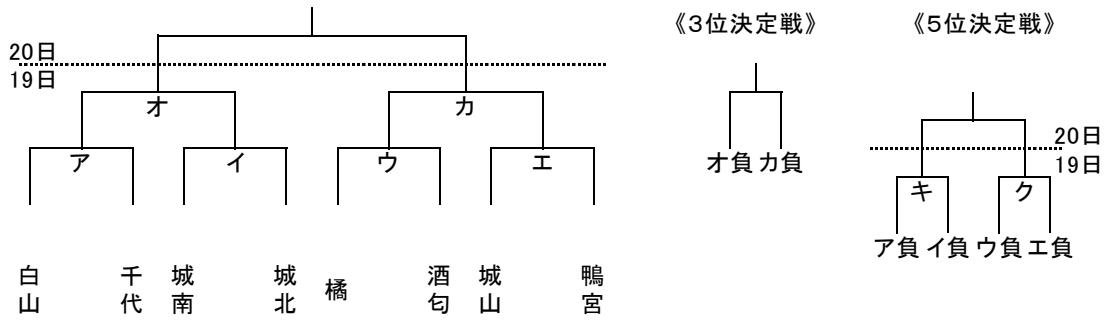 《3位決定戦》
《5位決定戦》
20日
19日
オ
カ
ア
イ
ウ
エ
オ負 カ負
20日
19日
キ
ク
ア負 イ負 ウ負 エ負
白山
千代
城南
城北
橘
酒匂
城山
鴨宮